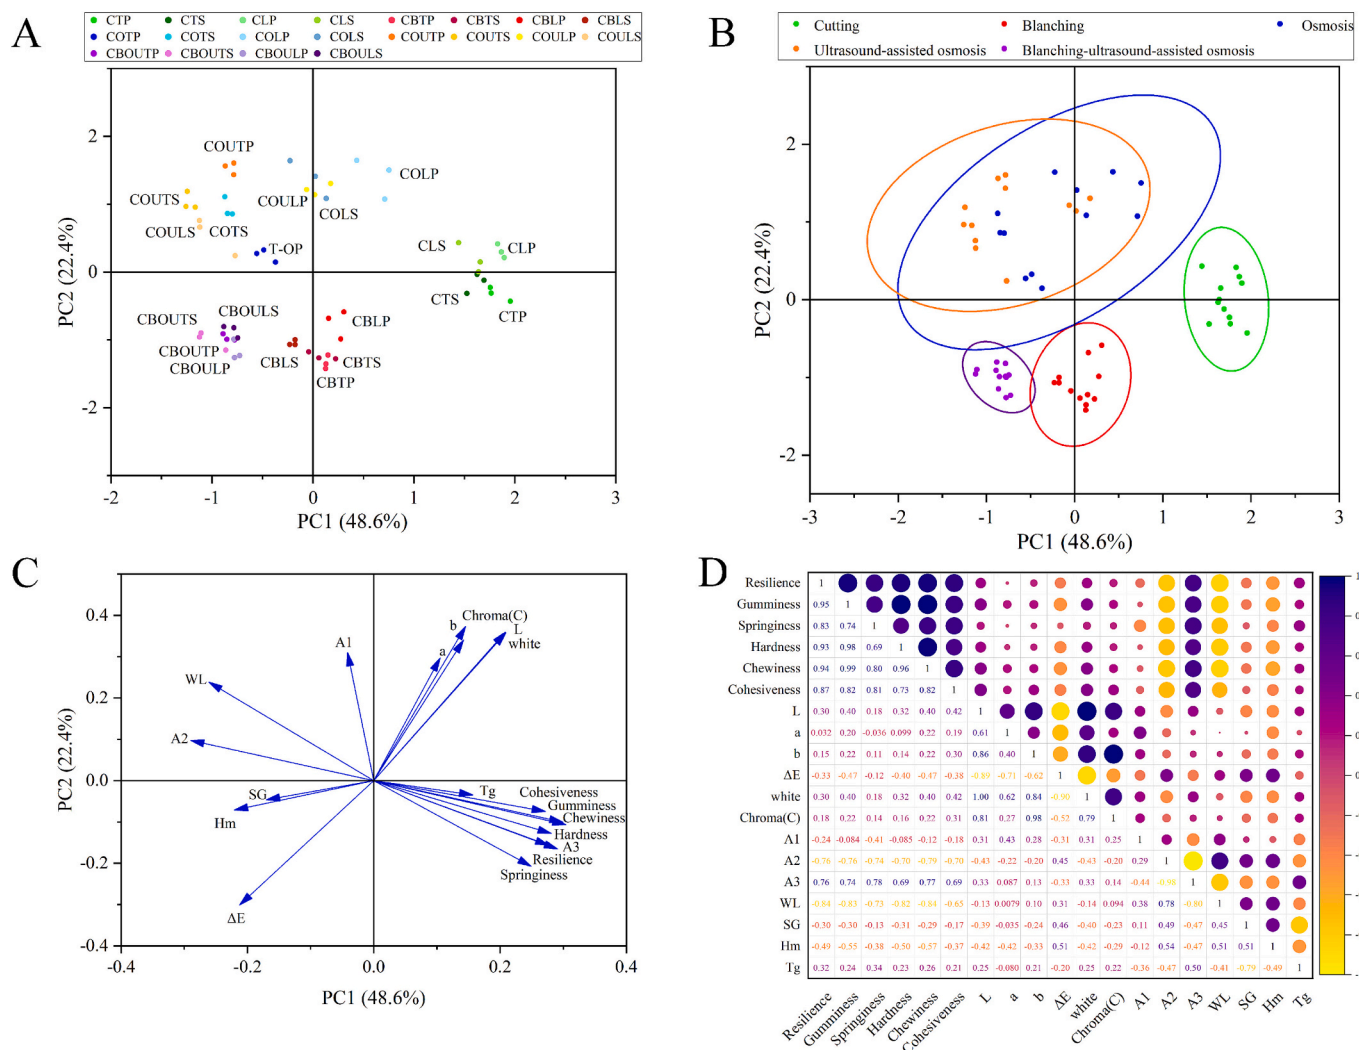 A
CTP CTS CLP CLS CBTP CBTS CBLP CBLS
COTP COTS COLP COLS COUTP COUTS COULP COULS
CBOUTP CBOUTS CBOULP CBOULS
COUTP
COLP
COUTS
COULP
COLS
COULS
COTS
T-OP
CLS
CLP
CTS
CTP
CBOUTS
CBOULS
CBLP
CBOUTP
CBOULP
CBLS
CBTS
CBTP
2
0
-2
-2 -1 0 1 2 3
PC2 (22.4%)
PC1 (48.6%)
B
Cutting Blanching Osmosis
Ultrasound-assisted osmosis Blanching-ultrasound-assisted osmosis
2
0
-2
-3 -2 -1 0 1 2 3
PC2 (22.4%)
PC1 (48.6%)
C
0.4
0.2
0.0
-0.2
-0.4
-0.4 -0.2 0.0 0.2 0.4
PC2 (22.4%)
PC1 (48.6%)
Chroma(C)
b
L
white
a
A1
WL
A2
SG
Hm
ΔE
Tg
Cohesiveness
Gumminess
Chewiness
Hardness
A3
Resilience
Springiness
D
Resilience 1
Gumminess 0.95 1
Springiness 0.83 0.74 1
Hardness 0.93 0.98 0.69 1
Chewiness 0.94 0.99 0.80 0.96 1
Cohesiveness 0.87 0.82 0.81 0.73 0.82 1
L 0.30 0.40 0.18 0.32 0.40 0.42 1
a 0.032 0.20 -0.036 0.099 0.22 0.19 0.61 1
b 0.15 0.22 0.11 0.14 0.22 0.30 0.86 0.40 1
ΔE -0.33 -0.47 -0.12 -0.40 -0.47 -0.38 -0.89 -0.71 -0.62 1
white 0.30 0.40 0.18 0.32 0.40 0.42 1.00 0.62 0.84 -0.90 1
Chroma(C) 0.18 0.22 0.14 0.16 0.22 0.31 0.81 0.27 0.98 -0.52 0.79 1
A1 -0.24 -0.084 -0.41 -0.085 -0.12 -0.18 0.31 0.43 0.28 -0.31 0.31 0.25 1
A2 -0.76 -0.76 -0.74 -0.70 -0.79 -0.70 -0.43 -0.22 -0.20 0.45 -0.43 -0.20 0.29 1
A3 0.76 0.74 0.78 0.69 0.77 0.69 0.33 0.087 0.13 -0.33 0.33 0.14 -0.44 -0.98 1
WL -0.84 -0.83 -0.73 -0.82 -0.84 -0.65 -0.13 0.0079 0.10 0.31 -0.14 0.094 0.38 0.78 -0.80 1
SG -0.30 -0.30 -0.13 -0.31 -0.29 -0.17 -0.39 -0.035 -0.24 0.46 -0.40 -0.23 0.11 0.49 -0.47 0.45 1
Hm -0.49 -0.55 -0.38 -0.50 -0.57 -0.37 -0.42 -0.42 -0.33 0.51 -0.42 -0.29 -0.12 0.54 -0.47 0.51 0.51 1
Tg 0.32 0.24 0.34 0.23 0.26 0.21 0.25 -0.080 0.21 -0.20 0.25 0.22 -0.36 -0.47 0.50 -0.41 -0.79 -0.49 1
Resilience Gumminess Springiness Hardness Chewiness Cohesiveness L a b ΔE white Chroma(C) A1 A2 A3 WL SG Hm Tg